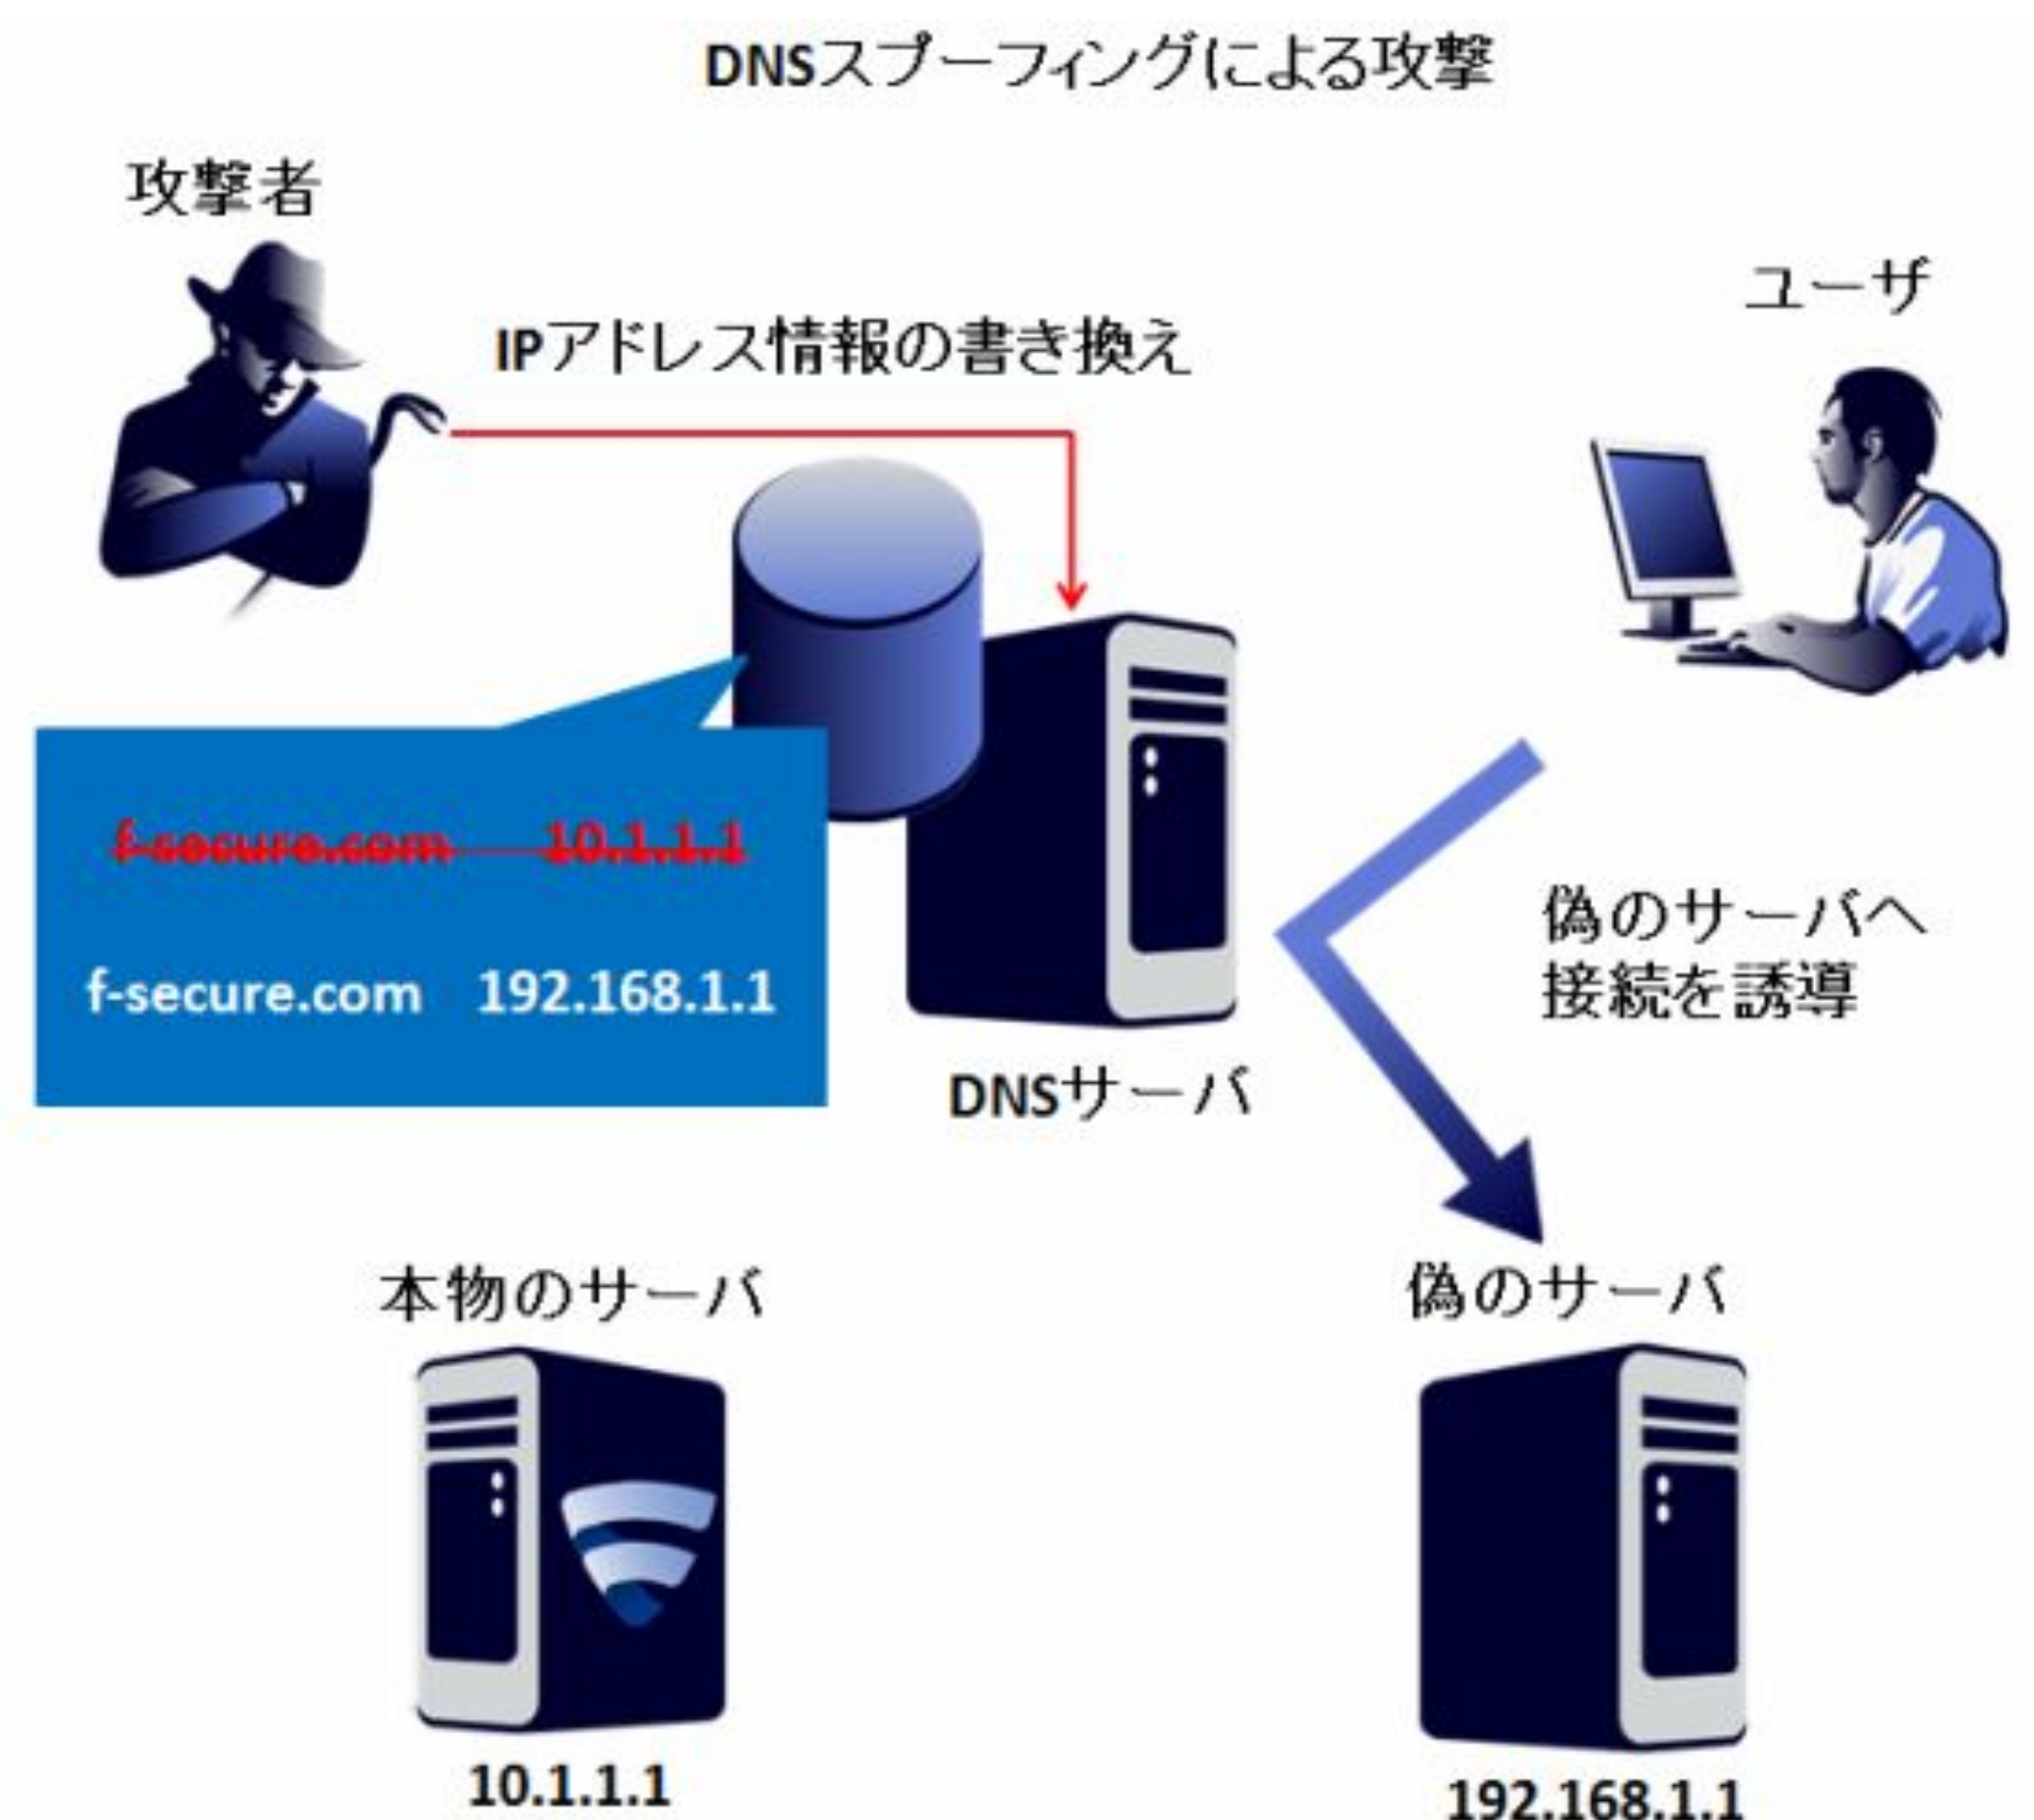 DNSスプーフィングによる攻撃
攻撃者
ユーザ
IPアドレス情報の書き換え
f-secure.com 10.1.1.1
f-secure.com 192.168.1.1
偽のサーバへ
接続を誘導
DNSサーバ
本物のサーバ
偽のサーバ
10.1.1.1
192.168.1.1